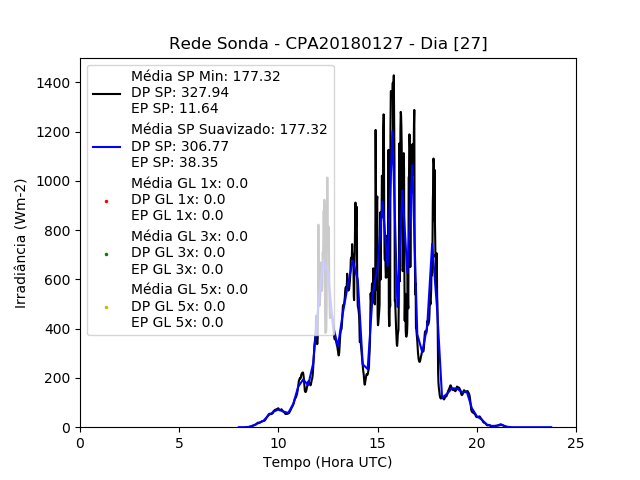 Rede Sonda - CPA20180127 - Dia [27]
Irradiância (Wm-2)
1400
1200
1000
800
600
400
200
0
Média SP Min: 177.32
DP SP: 327.94
EP SP: 11.64
Média SP Suavizado: 177.32
DP SP: 306.77
EP SP: 38.35
Média GL 1x: 0.0
DP GL 1x: 0.0
EP GL 1x: 0.0
Média GL 3x: 0.0
DP GL 3x: 0.0
EP GL 3x: 0.0
Média GL 5x: 0.0
DP GL 5x: 0.0
EP GL 5x: 0.0
0 5 10 15 20 25
Tempo (Hora UTC)